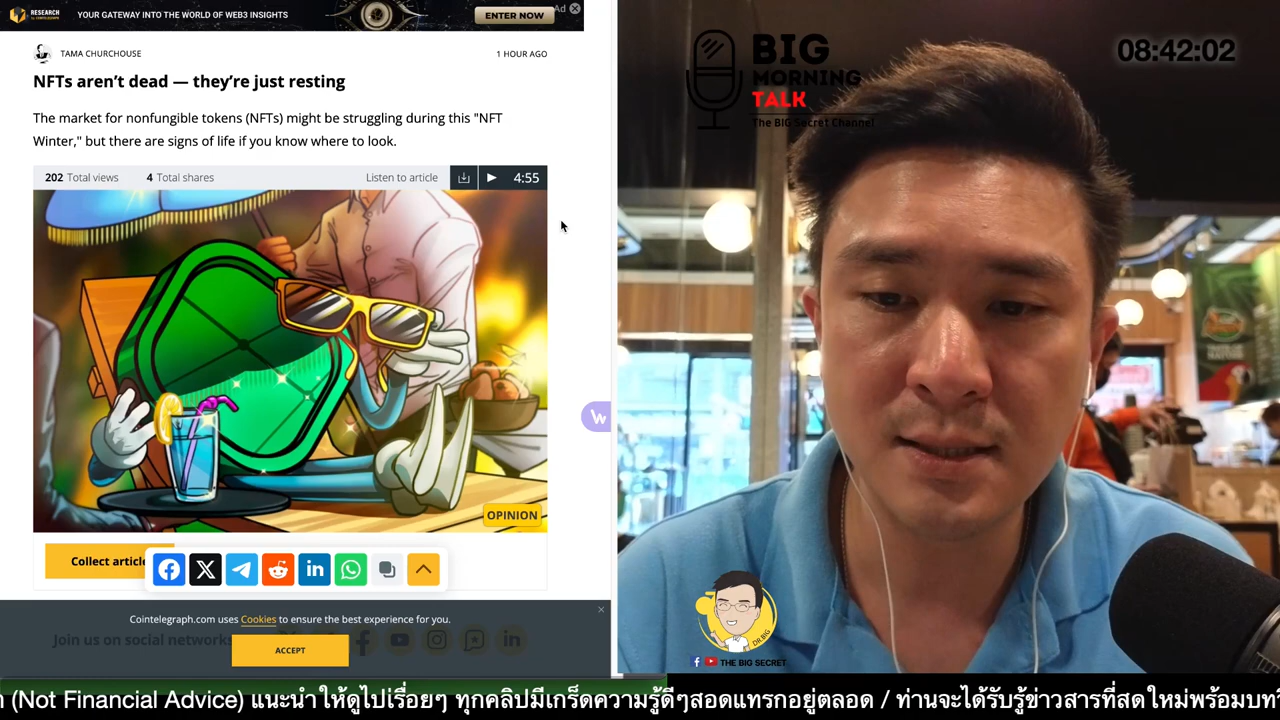 RESEARCH
YOUR GATEWAY INTO THE WORLD OF WEB3 INSIGHTS
ENTER NOW
Ad
TAMA CHURCHOUSE
1 HOUR AGO
NFTs aren’t dead — they’re just resting
The market for nonfungible tokens (NFTs) might be struggling during this "NFT
Winter," but there are signs of life if you know where to look.
202 Total views
4 Total shares
Listen to article
4:55
OPINION
Collect article
Cointelegraph.com uses Cookies to ensure the best experience for you.
Join us on social networks
ACCEPT
BIG
MORNING
TALK
The BIG Secret Channel
08:42:02
DR.BIG
THE BIG SECRET
(Not Financial Advice) แนะนำให้ดูไปเรื่อยๆ ทุกคลิปมีเกร็ดความรู้ดีๆสอดแทรกอยู่ตลอด / ท่านจะได้รับรู้ข่าวสารที่สดใหม่พร้อมบท